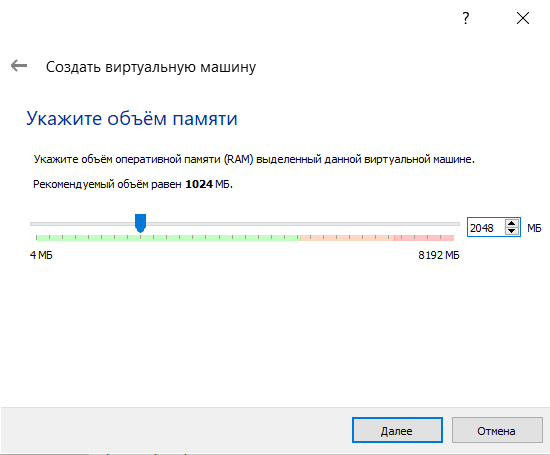 ?
Создать виртуальную машину
Укажите объём памяти
Укажите объём оперативной памяти (RAM) выделенный данной виртуальной машине.
Рекомендуемый объём равен 1024 МБ.
2048 МБ
4 МБ 8192 МБ
Далее Отмена